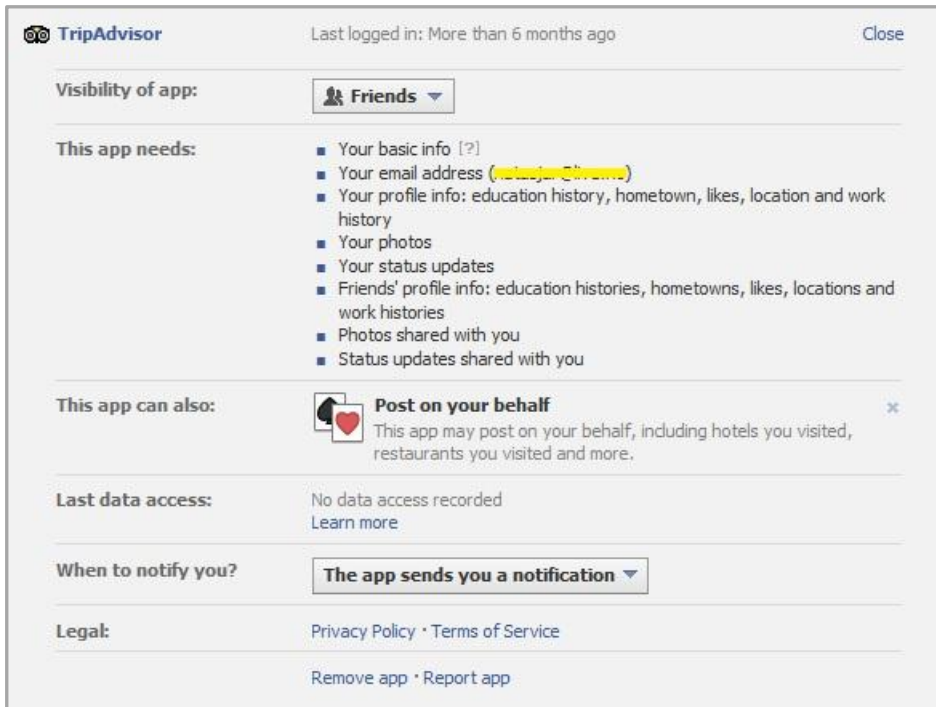 TripAdvisor Last logged in: More than 6 months ago Close
Visibility of app: Friends
This app needs: Your basic info [?]
Your email address ( )
Your profile info: education history, hometown, likes, location and work
history
Your photos
Your status updates
Friends' profile info: education histories, hometowns, likes, locations and
work histories
Photos shared with you
Status updates shared with you
This app can also: Post on your behalf
This app may post on your behalf, including hotels you visited,
restaurants you visited and more.
Last data access: No data access recorded
Learn more
When to notify you? The app sends you a notification
Legal: Privacy Policy · Terms of Service
Remove app · Report app